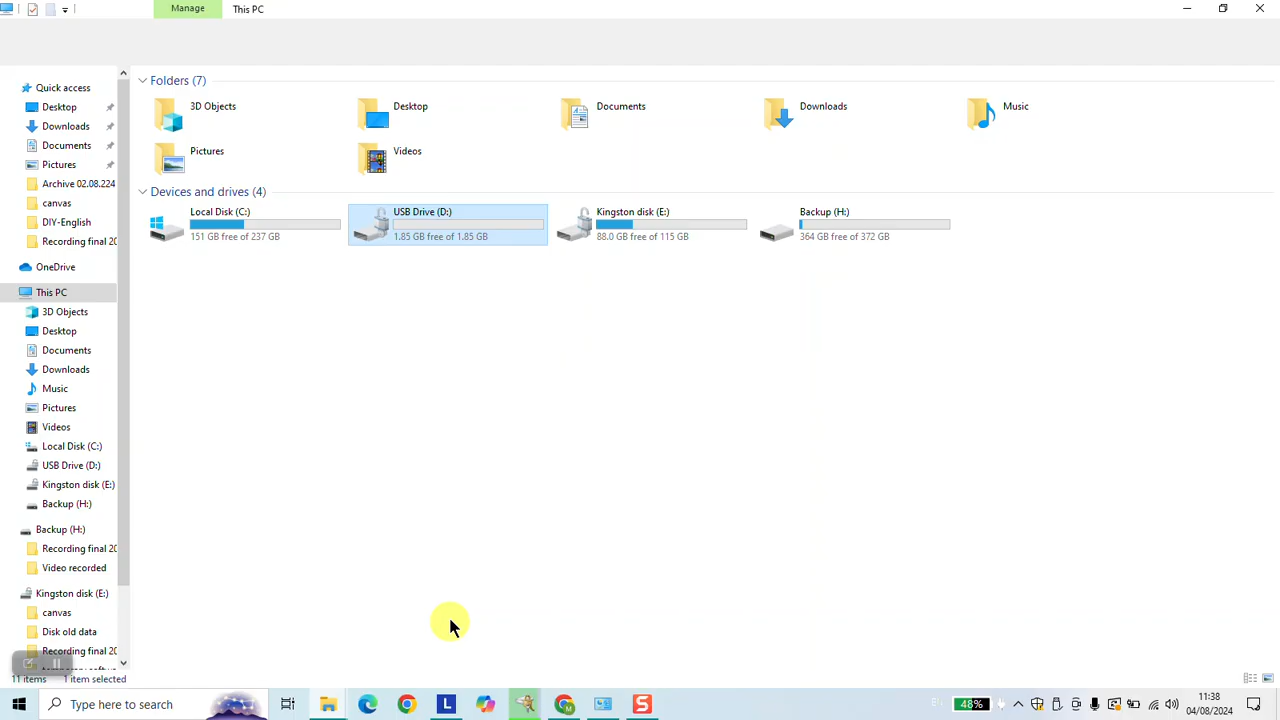 Manage
This PC
Folders (7)
3D Objects
Desktop
Documents
Downloads
Music
Pictures
Videos
Devices and drives (4)
Local Disk (C:)
151 GB free of 237 GB
USB Drive (D:)
1.85 GB free of 1.85 GB
Kingston disk (E:)
88.0 GB free of 115 GB
Backup (H:)
364 GB free of 372 GB
Quick access
Desktop
Downloads
Documents
Pictures
Archive 02.08.224
canvas
DIY-English
Recording final 20
OneDrive
This PC
3D Objects
Desktop
Documents
Downloads
Music
Pictures
Videos
Local Disk (C:)
USB Drive (D:)
Kingston disk (E:)
Backup (H:)
Backup (H:)
Recording final 20
Video recorded
Kingston disk (E:)
canvas
Disk old data
Recording final 20
11 items
1 item selected
Type here to search
L
M
S
48%
11:38
04/08/2024